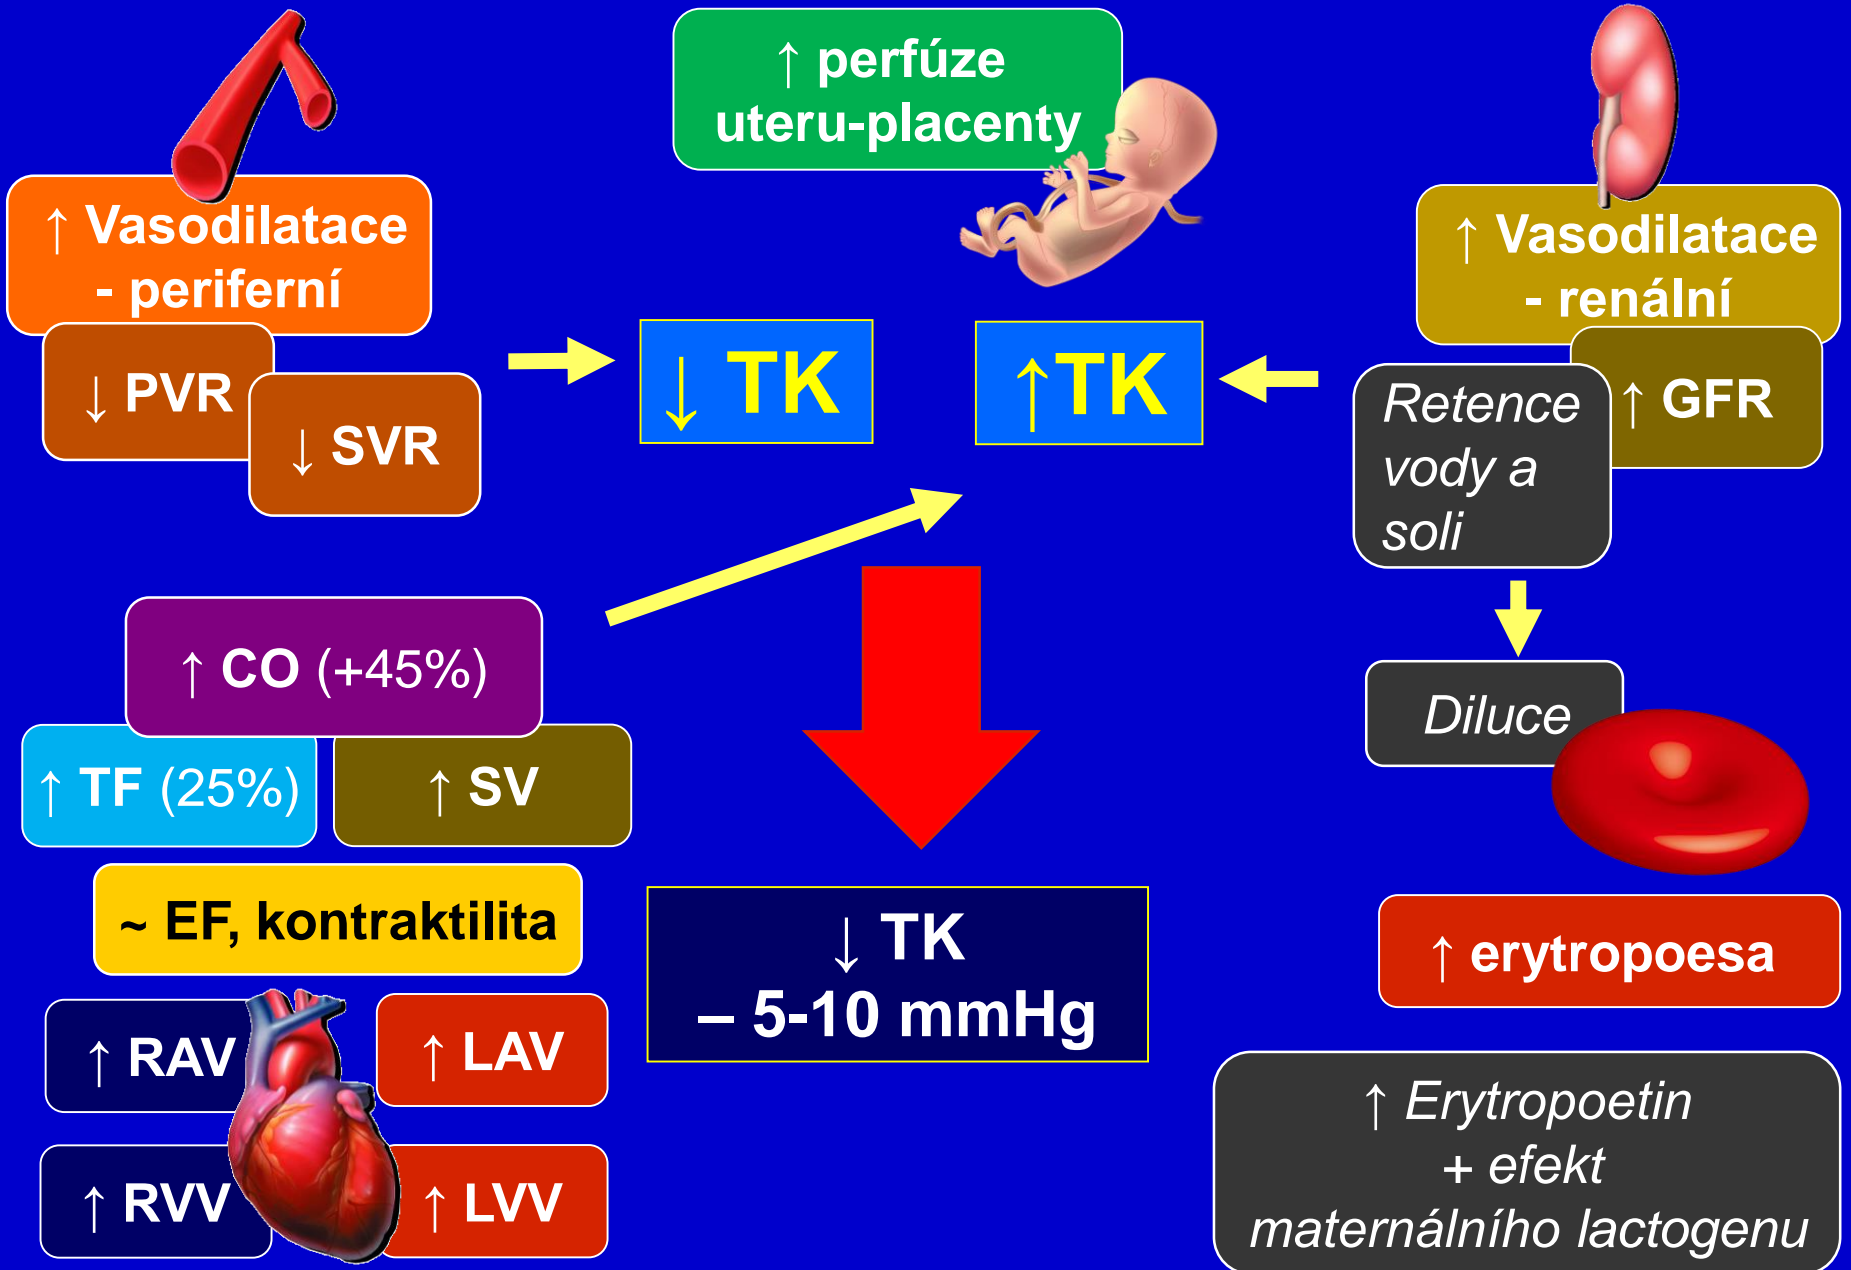 ↑ perfúze
uteru-placenty
↑ Vasodilatace
- periferní
↓ PVR
↓ SVR
↓ TK
↑TK
↑ Vasodilatace
- renální
↑ GFR
Retence
vody a
soli
Diluce
↑ CO (+45%)
↑ TF (25%)
↑ SV
~ EF, kontraktilita
↑ RAV
↑ LAV
↑ RVV
↑ LVV
↓ TK
– 5-10 mmHg
↑ erytropoesa
↑ Erytropoetin
+ efekt
maternálního lactogenu